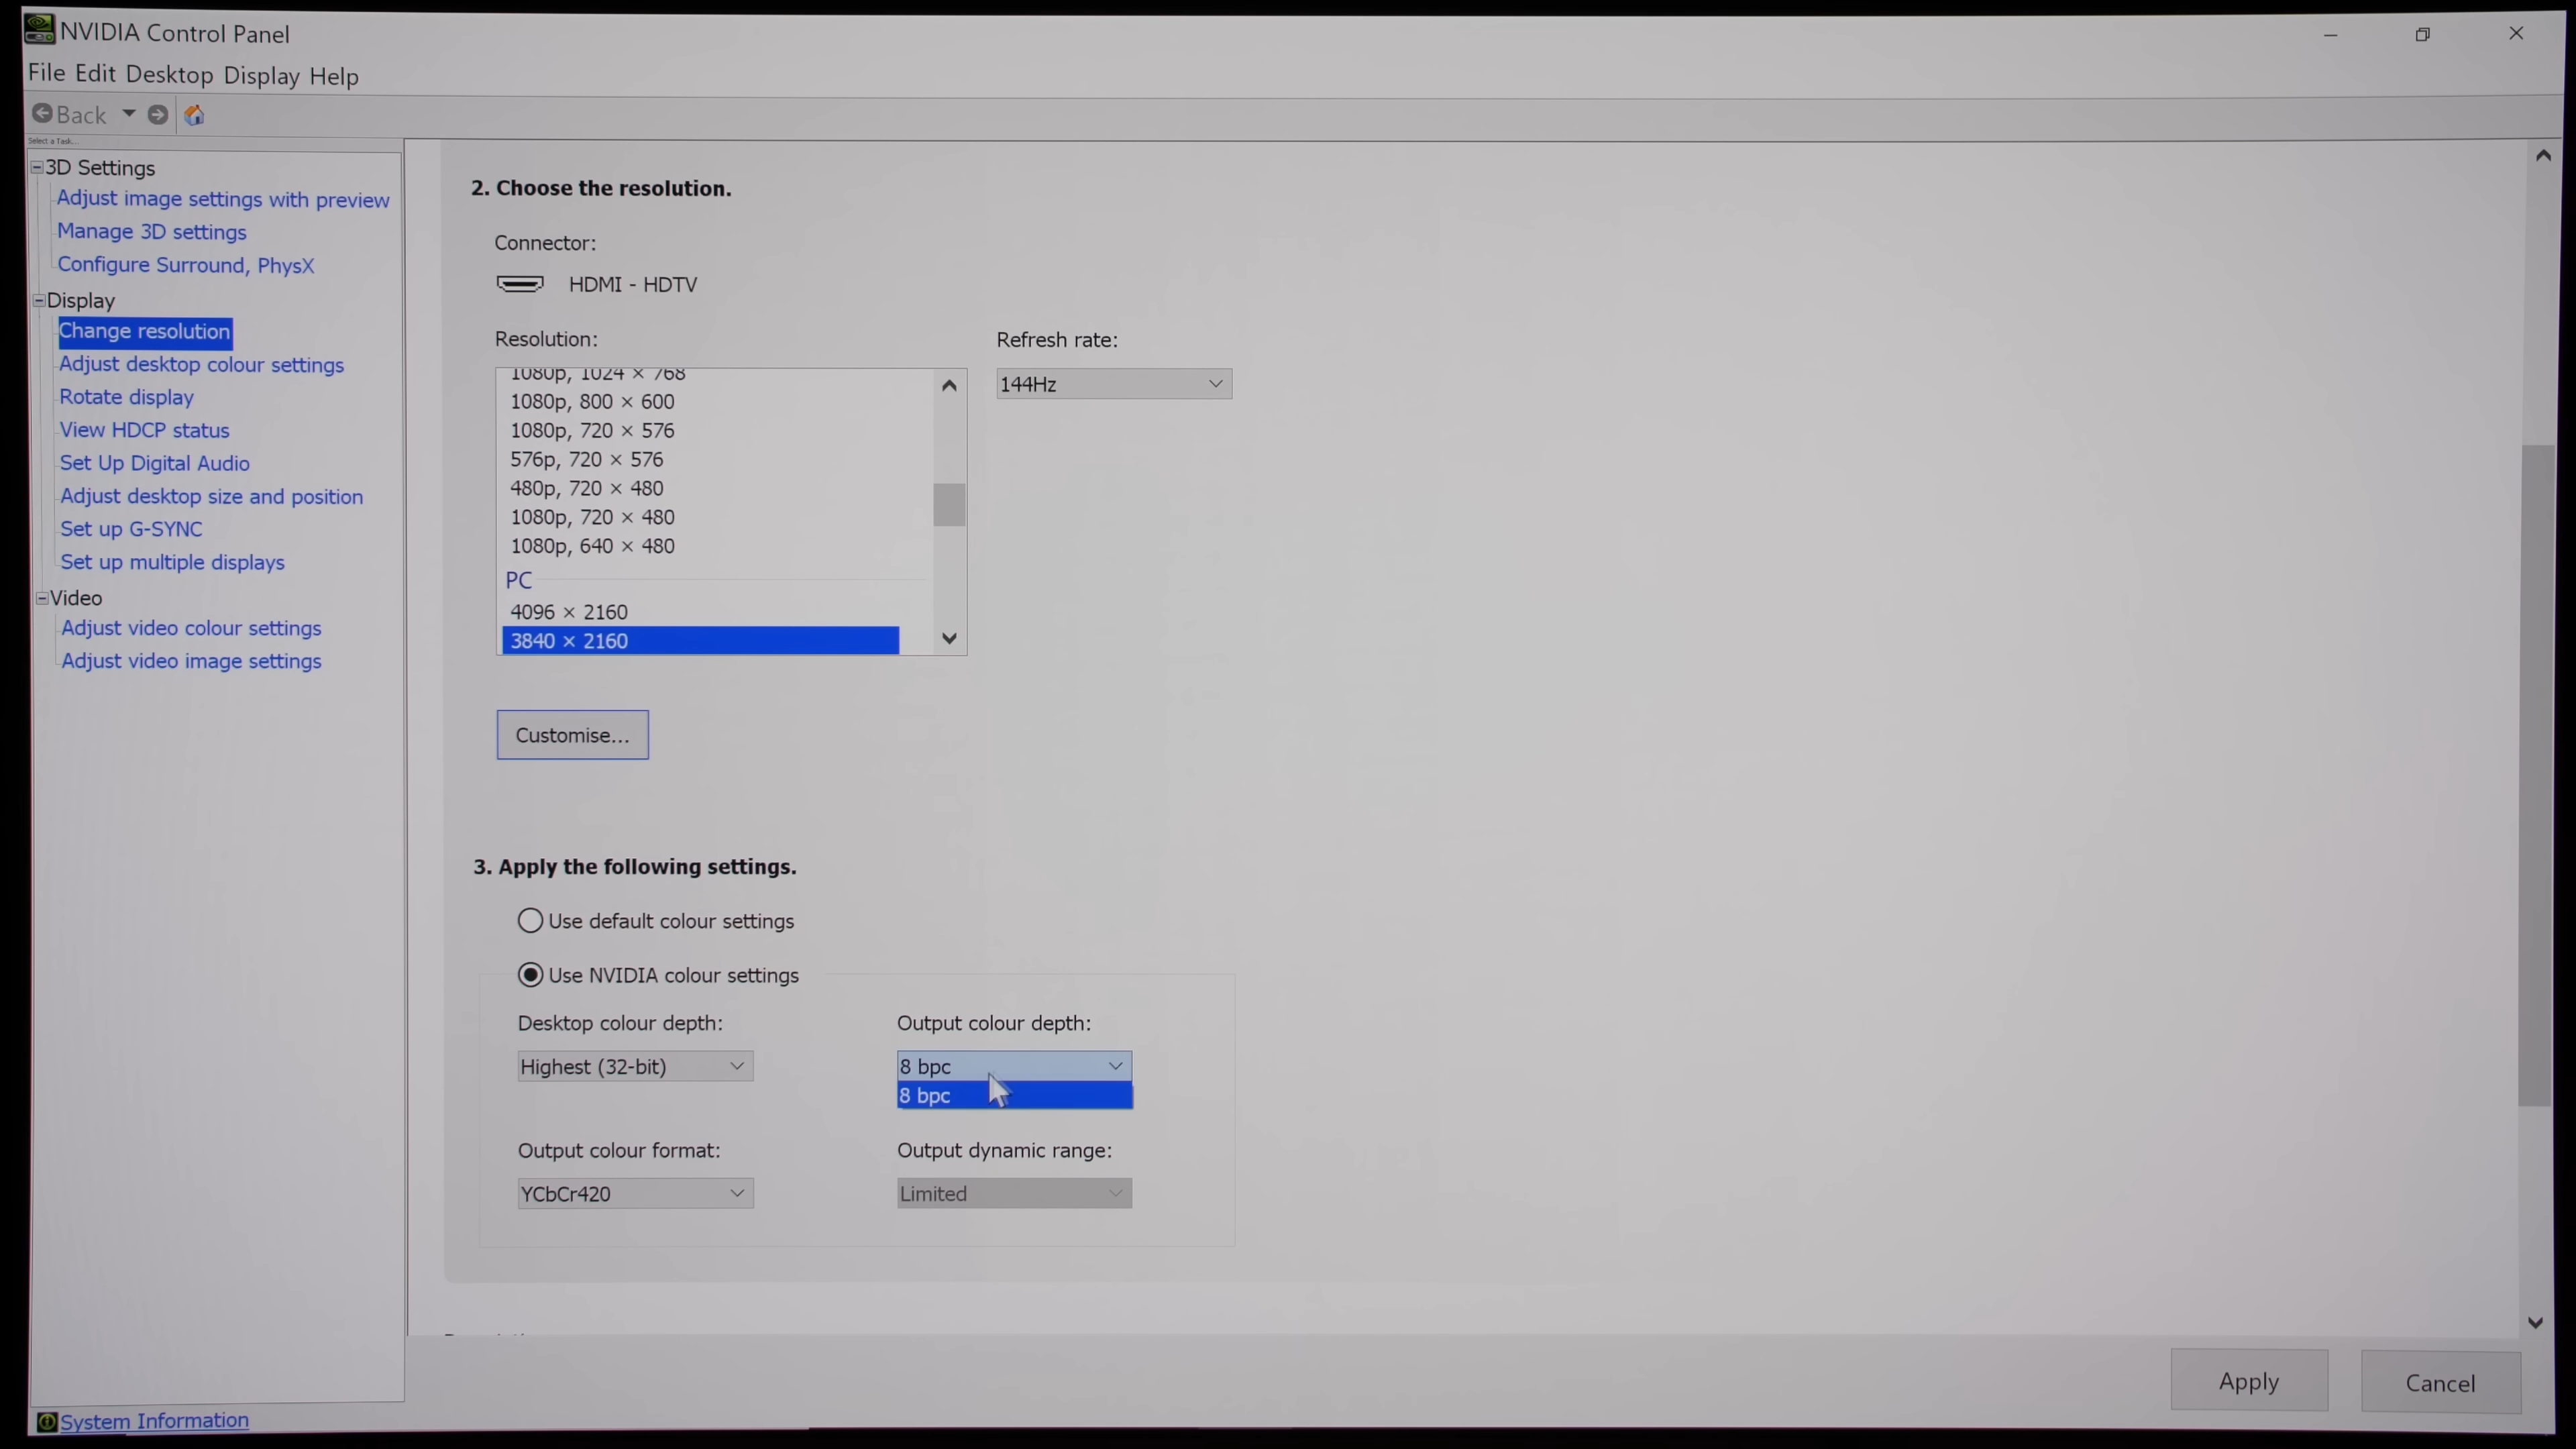 NVIDIA Control Panel
File Edit Desktop Display Help
Back
Select a Task...
3D Settings
Adjust image settings with preview
Manage 3D settings
Configure Surround, PhysX
Display
Change resolution
Adjust desktop colour settings
Rotate display
View HDCP status
Set Up Digital Audio
Adjust desktop size and position
Set up G-SYNC
Set up multiple displays
Video
Adjust video colour settings
Adjust video image settings
System Information
2. Choose the resolution.
Connector:
HDMI - HDTV
Resolution:
1080p, 1024 × 768
1080p, 800 × 600
1080p, 720 × 576
576p, 720 × 576
480p, 720 × 480
1080p, 720 × 480
1080p, 640 × 480
PC
4096 × 2160
3840 × 2160
Refresh rate:
144Hz
Customise...
3. Apply the following settings.
Use default colour settings
Use NVIDIA colour settings
Desktop colour depth:
Highest (32-bit)
Output colour depth:
8 bpc
8 bpc
Output colour format:
YCbCr420
Output dynamic range:
Limited
Apply
Cancel